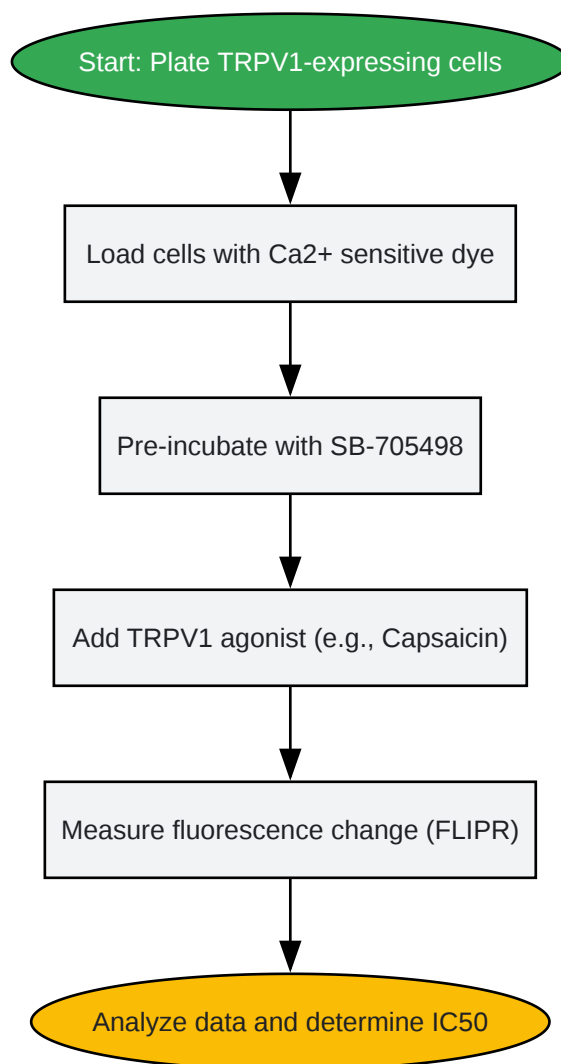 Start: Plate TRPV1-expressing cells
Load cells with Ca2+ sensitive dye
Pre-incubate with SB-705498
Add TRPV1 agonist (e.g., Capsaicin)
Measure fluorescence change (FLIPR)
Analyze data and determine IC50